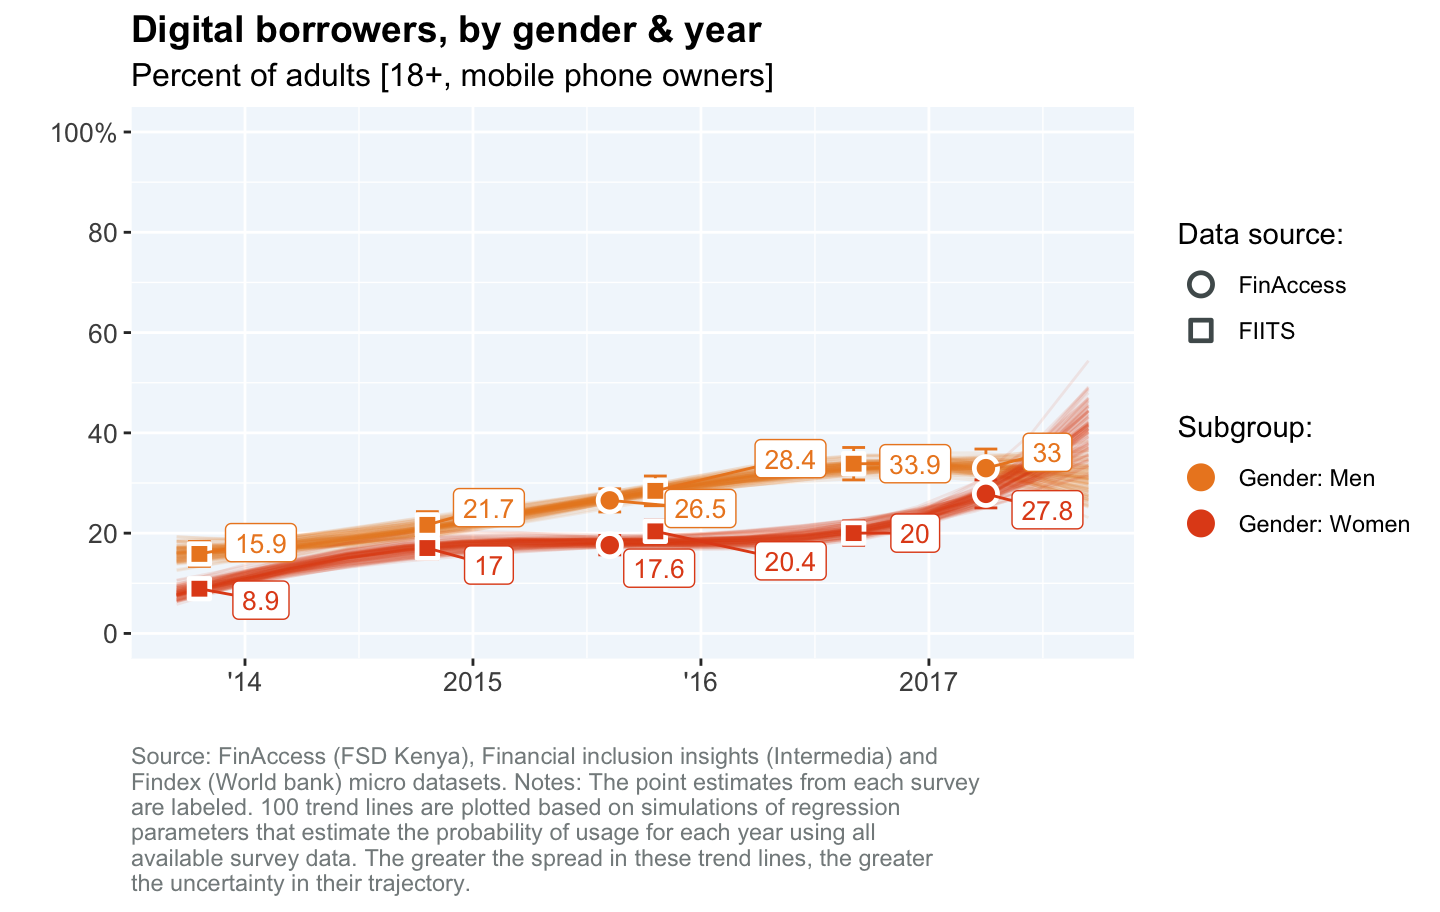 Digital borrowers, by gender & year
Percent of adults [18+, mobile phone owners]
100%
80
60
40
20
0
15.9
8.9
21.7
17
26.5
17.6
28.4
20.4
33.9
20
33
27.8
'14
2015
'16
2017
Data source:
FinAccess
FIITS
Subgroup:
Gender: Men
Gender: Women
Source: FinAccess (FSD Kenya), Financial inclusion insights (Intermedia) and
Findex (World bank) micro datasets. Notes: The point estimates from each survey
are labeled. 100 trend lines are plotted based on simulations of regression
parameters that estimate the probability of usage for each year using all
available survey data. The greater the spread in these trend lines, the greater
the uncertainty in their trajectory.